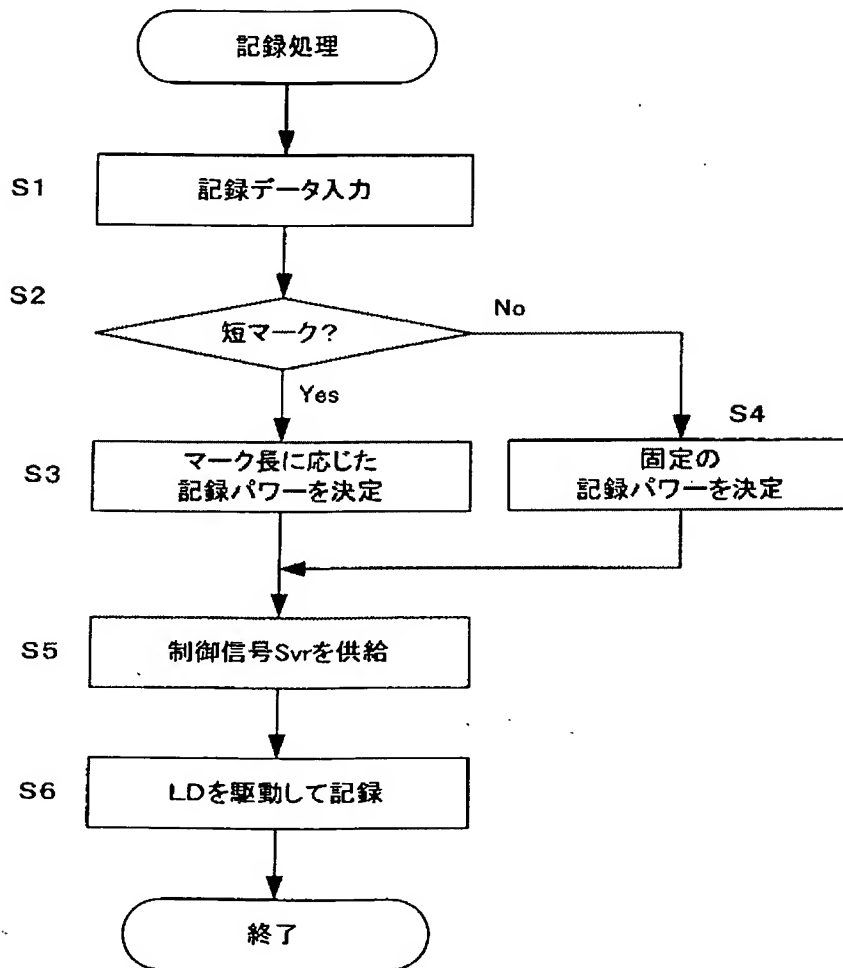 記録処理
S1
記録データ入力
S2
短マーク?
No
Yes
S4
S3
マーク長に応じた
記録パワーを決定
固定の
記録パワーを決定
S5
制御信号Svrを供給
S6
LDを駆動して記録
終了